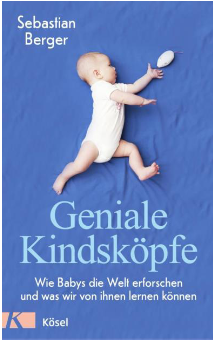 Sebastian
Berger
Geniale
Kindsköpfe
Wie Babys die Welt erforschen
und was wir von ihnen lernen können
K Kösel